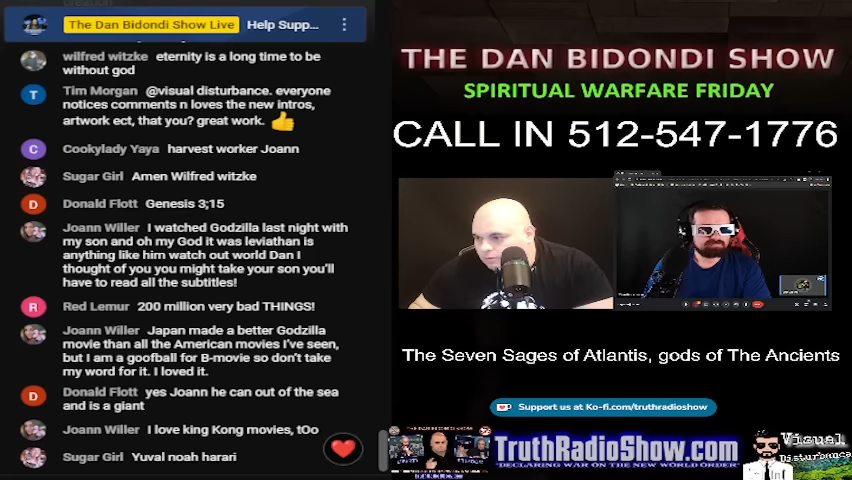 The Dan Bidondi Show Live Help Supp...
wilfred witzke eternity is a long time to be
without god
Tim Morgan @visual disturbance. everyone
notices comments n loves the new intros,
artwork ect, that you? great work.
C Cookylady Yaya harvest worker Joann
Sugar Girl Amen Wilfred witzke
D Donald Flott Genesis 3;15
Joann Willer I watched Godzilla last night with
my son and oh my God it was leviathan is
anything like him watch out world Dan I
thought of you you might take your son you'll
have to read all the subtitles!
R Red Lemur 200 million very bad THINGS!
Joann Willer Japan made a better Godzilla
movie than all the American movies I've seen,
but I am a goofball for B-movie so don't take
my word for it. I loved it.
D Donald Flott yes Joann he can out of the sea
and is a giant
Joann Willer I love king Kong movies, tOo
Sugar Girl Yuval noah harari
THE DAN BIDONDI SHOW
SPIRITUAL WARFARE FRIDAY
CALL IN 512-547-1776
The Seven Sages of Atlantis, gods of The Ancients
Support us at Ko-fi.com/truthradioshow
THE DAN BIDONDI SHOW
TruthRadioShow.com
"DECLARING WAR ON THE NEW WORLD ORDER"
Visual
Disturbance